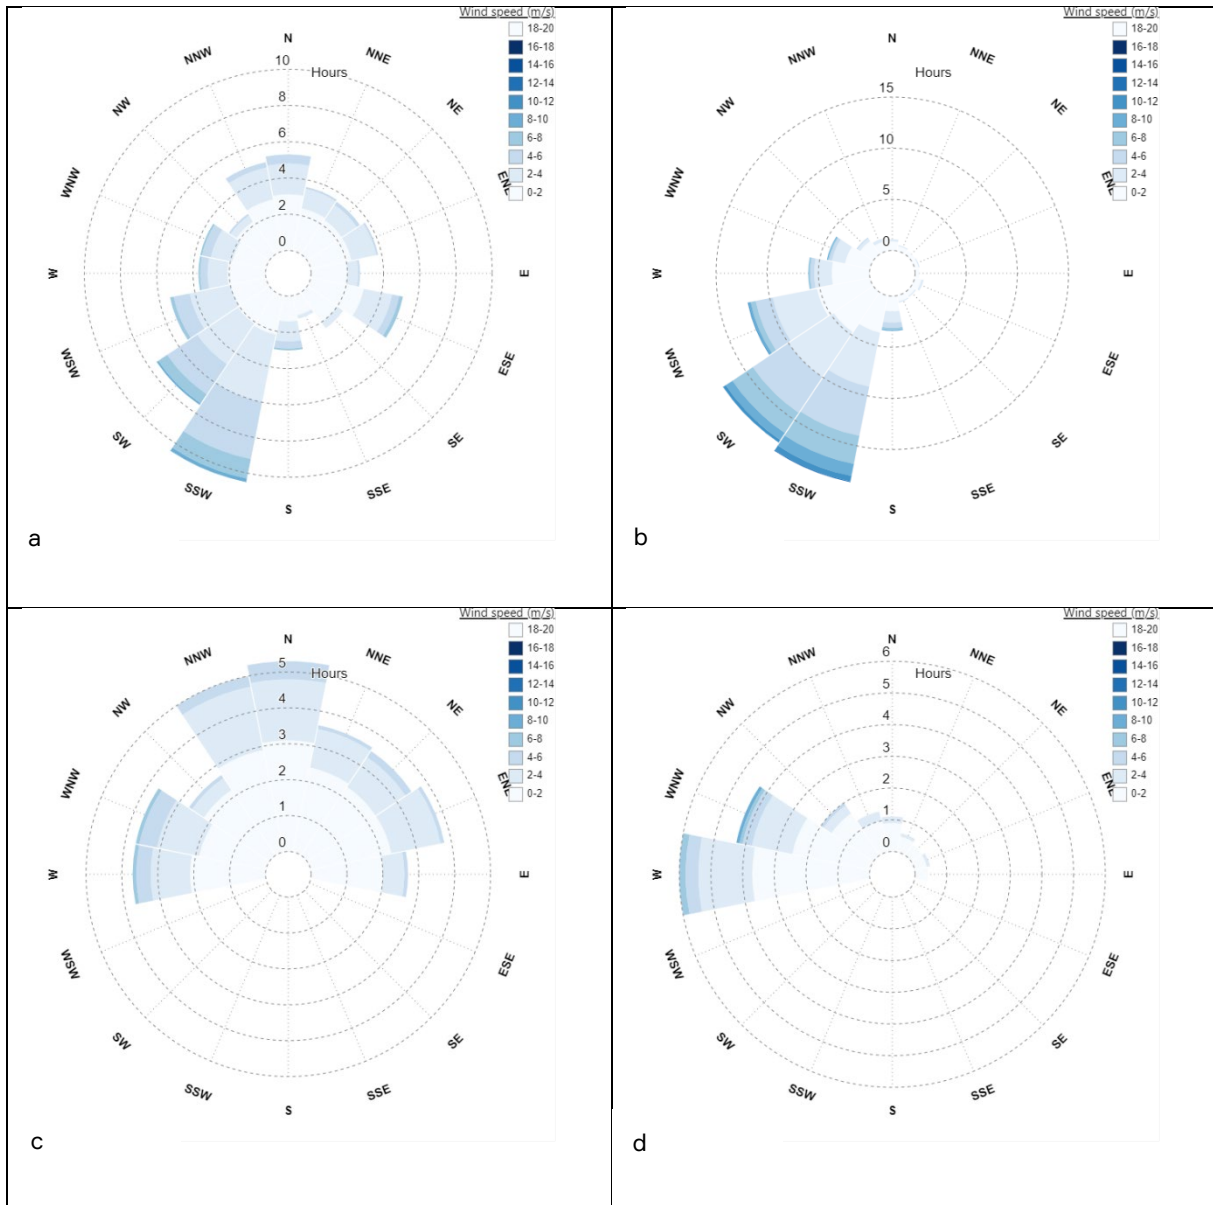 Wind speed (m/s)
18-20
16-18
14-16
12-14
10-12
8-10
6-8
4-6
2-4
0-2
N
NNE
NE
E
ESE
SE
SSE
S
SSW
SW
WSW
W
WNW
NW
NNW
Hours
10
8
6
4
2
0
a
Wind speed (m/s)
18-20
16-18
14-16
12-14
10-12
8-10
6-8
4-6
2-4
0-2
N
NNE
NE
E
ESE
SE
SSE
S
SSW
SW
WSW
W
WNW
NW
NNW
Hours
15
10
5
0
b
Wind speed (m/s)
18-20
16-18
14-16
12-14
10-12
8-10
6-8
4-6
2-4
0-2
N
NNE
NE
E
ESE
SE
SSE
S
SSW
SW
WSW
W
WNW
NW
NNW
Hours
5
4
3
2
1
0
c
Wind speed (m/s)
18-20
16-18
14-16
12-14
10-12
8-10
6-8
4-6
2-4
0-2
N
NNE
NE
E
ESE
SE
SSE
S
SSW
SW
WSW
W
WNW
NW
NNW
Hours
6
5
4
3
2
1
0
d